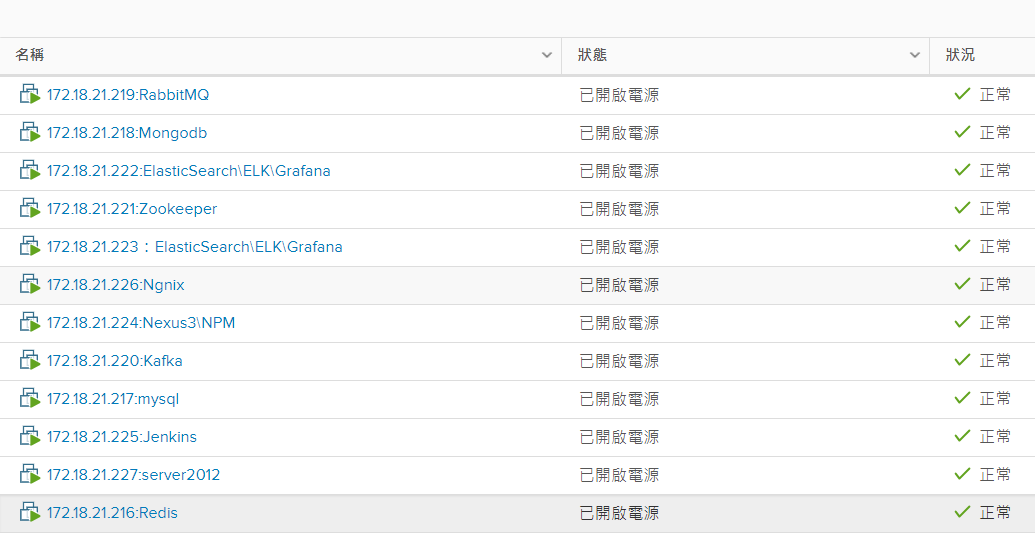 名稱 狀態 狀況
172.18.21.219:RabbitMQ 已開啟電源 正常
172.18.21.218:Mongodb 已開啟電源 正常
172.18.21.222:ElasticSearch\ELK\Grafana 已開啟電源 正常
172.18.21.221:Zookeeper 已開啟電源 正常
172.18.21.223：ElasticSearch\ELK\Grafana 已開啟電源 正常
172.18.21.226:Ngnix 已開啟電源 正常
172.18.21.224:Nexus3\NPM 已開啟電源 正常
172.18.21.220:Kafka 已開啟電源 正常
172.18.21.217:mysql 已開啟電源 正常
172.18.21.225:Jenkins 已開啟電源 正常
172.18.21.227:server2012 已開啟電源 正常
172.18.21.216:Redis 已開啟電源 正常